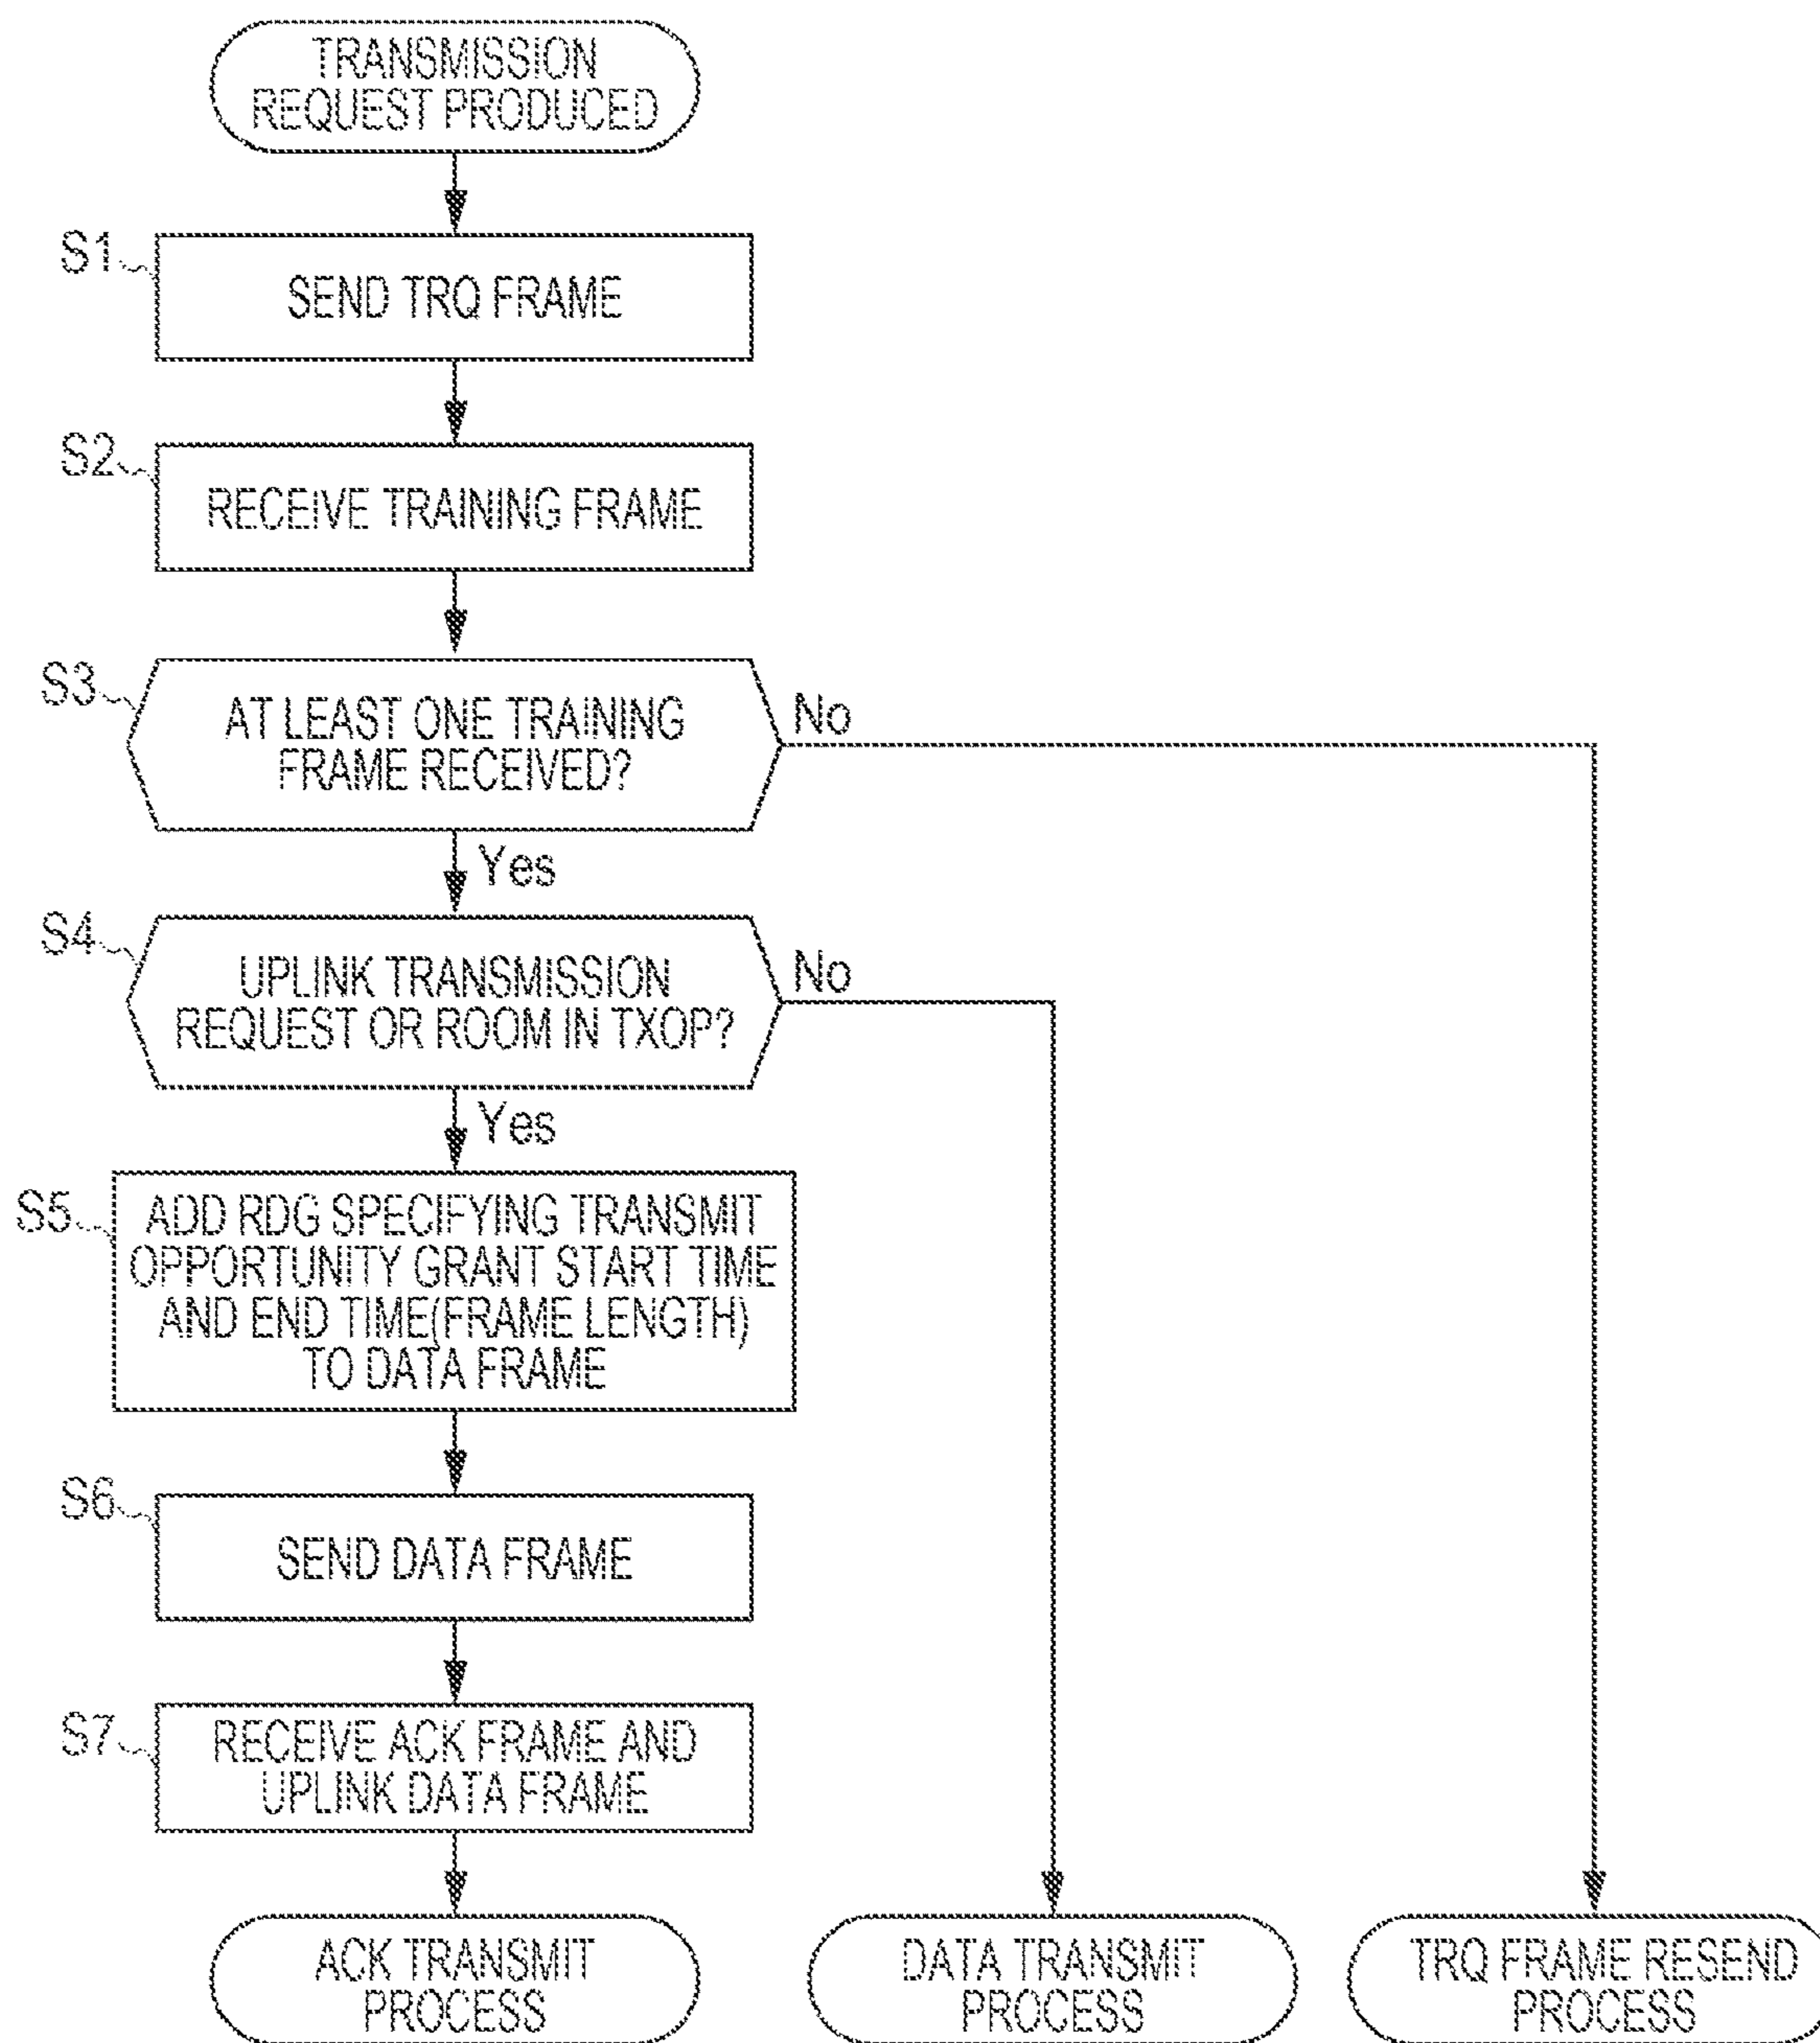 TRANSMISSION
REQUEST PRODUCED
S1
SEND TRQ FRAME
S2
RECEIVE TRAINING FRAME
S3
AT LEAST ONE TRAINING
FRAME RECEIVED?
No
Yes
S4
UPLINK TRANSMISSION
REQUEST OR ROOM IN TXOP?
No
Yes
S5
ADD RDG SPECIFYING TRANSMIT
OPPORTUNITY GRANT START TIME
AND END TIME(FRAME LENGTH)
TO DATA FRAME
S6
SEND DATA FRAME
S7
RECEIVE ACK FRAME AND
UPLINK DATA FRAME
ACK TRANSMIT
PROCESS
DATA TRANSMIT
PROCESS
TRQ FRAME RESEND
PROCESS